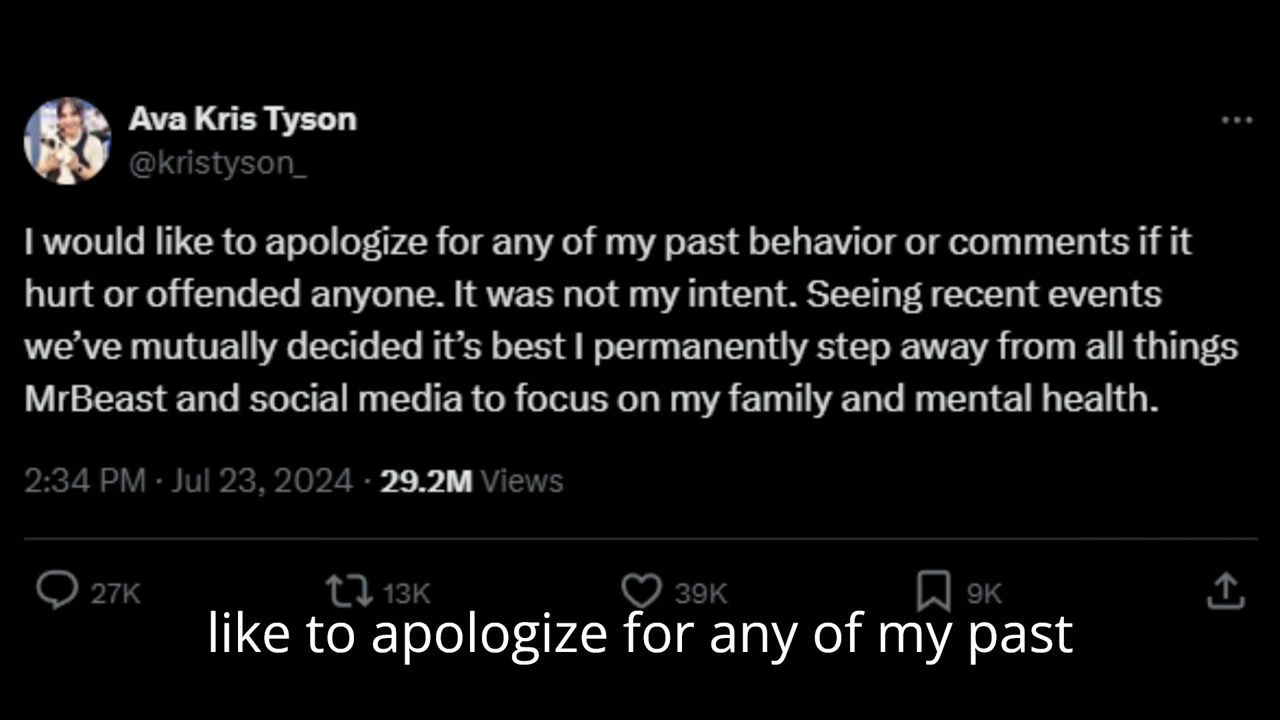 Ava Kris Tyson
@kristyson_
I would like to apologize for any of my past behavior or comments if it
hurt or offended anyone. It was not my intent. Seeing recent events
we’ve mutually decided it’s best I permanently step away from all things
MrBeast and social media to focus on my family and mental health.
2:34 PM · Jul 23, 2024 · 29.2M Views
27K 13K 39K 9K
like to apologize for any of my past